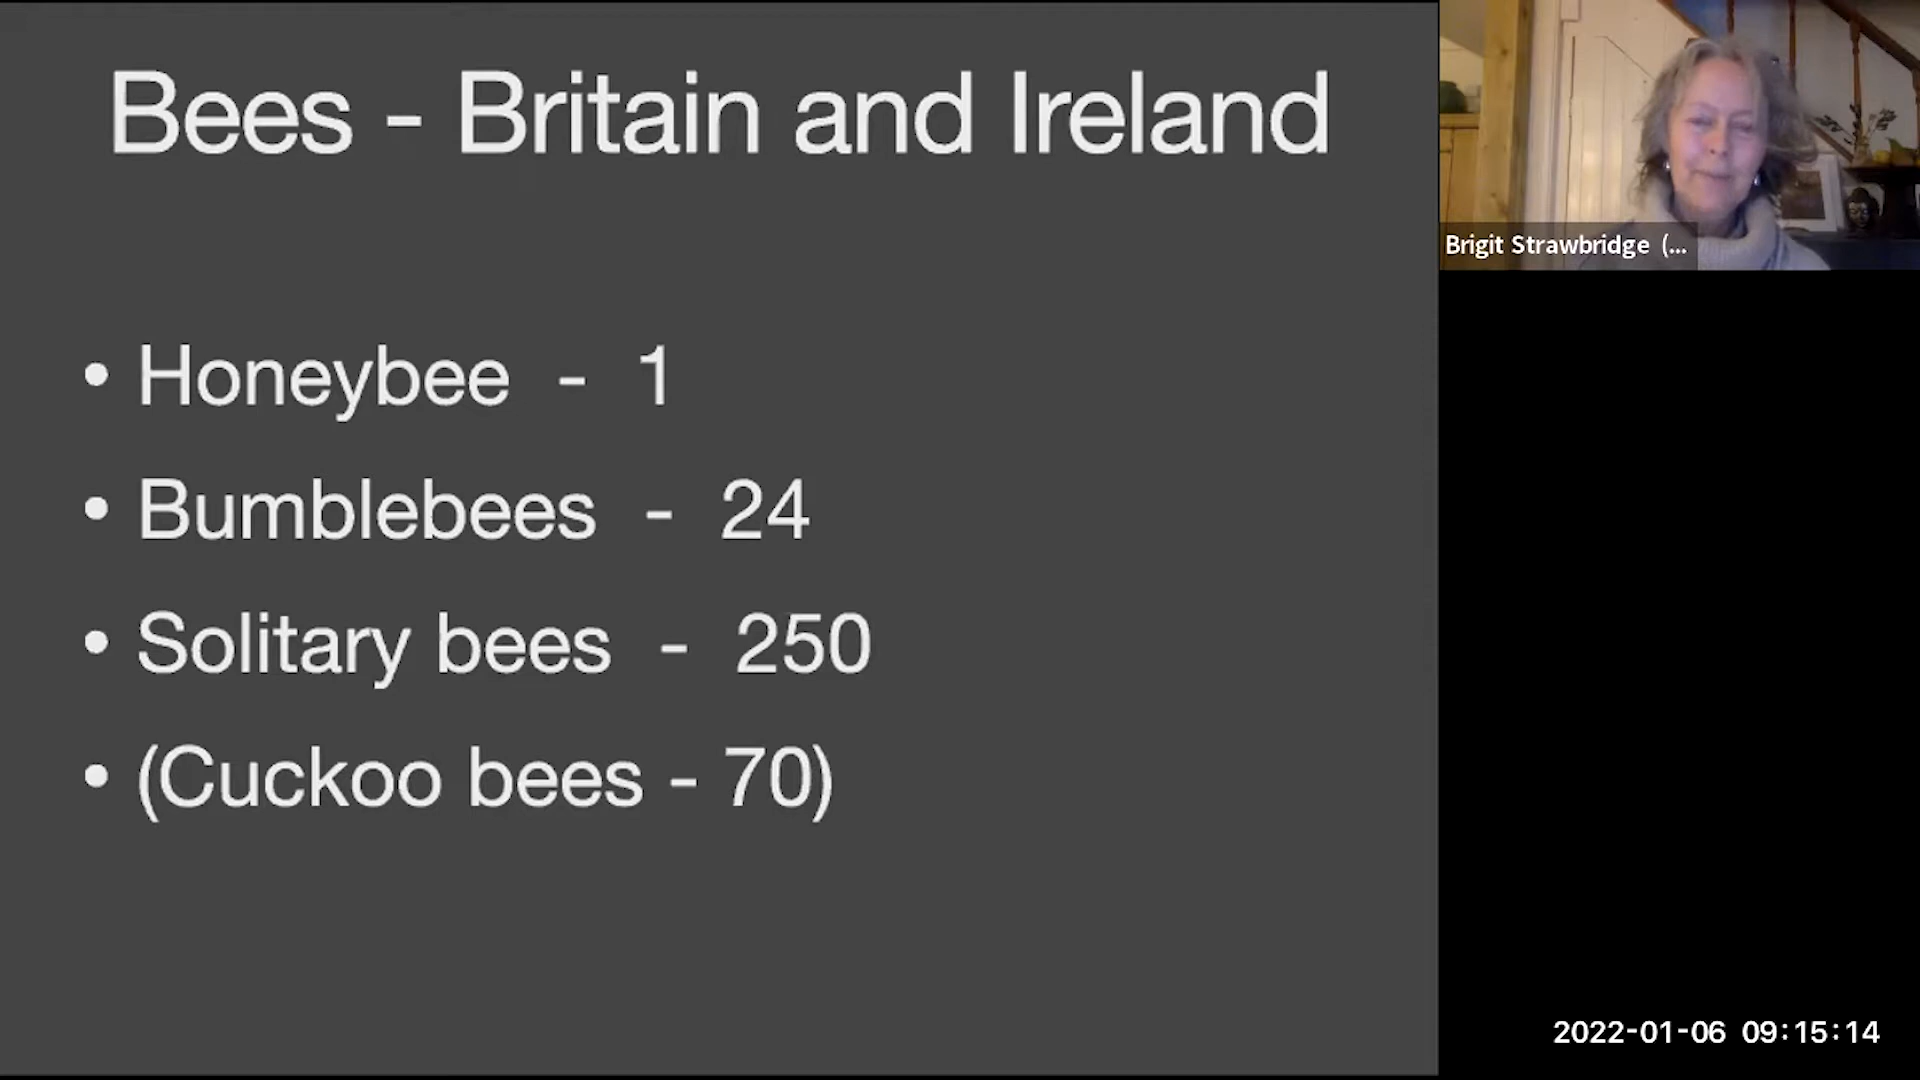 Bees - Britain and Ireland
• Honeybee - 1
• Bumblebees - 24
• Solitary bees - 250
• (Cuckoo bees - 70)
Brigit Strawbridge (...
2022-01-06 09:15:14